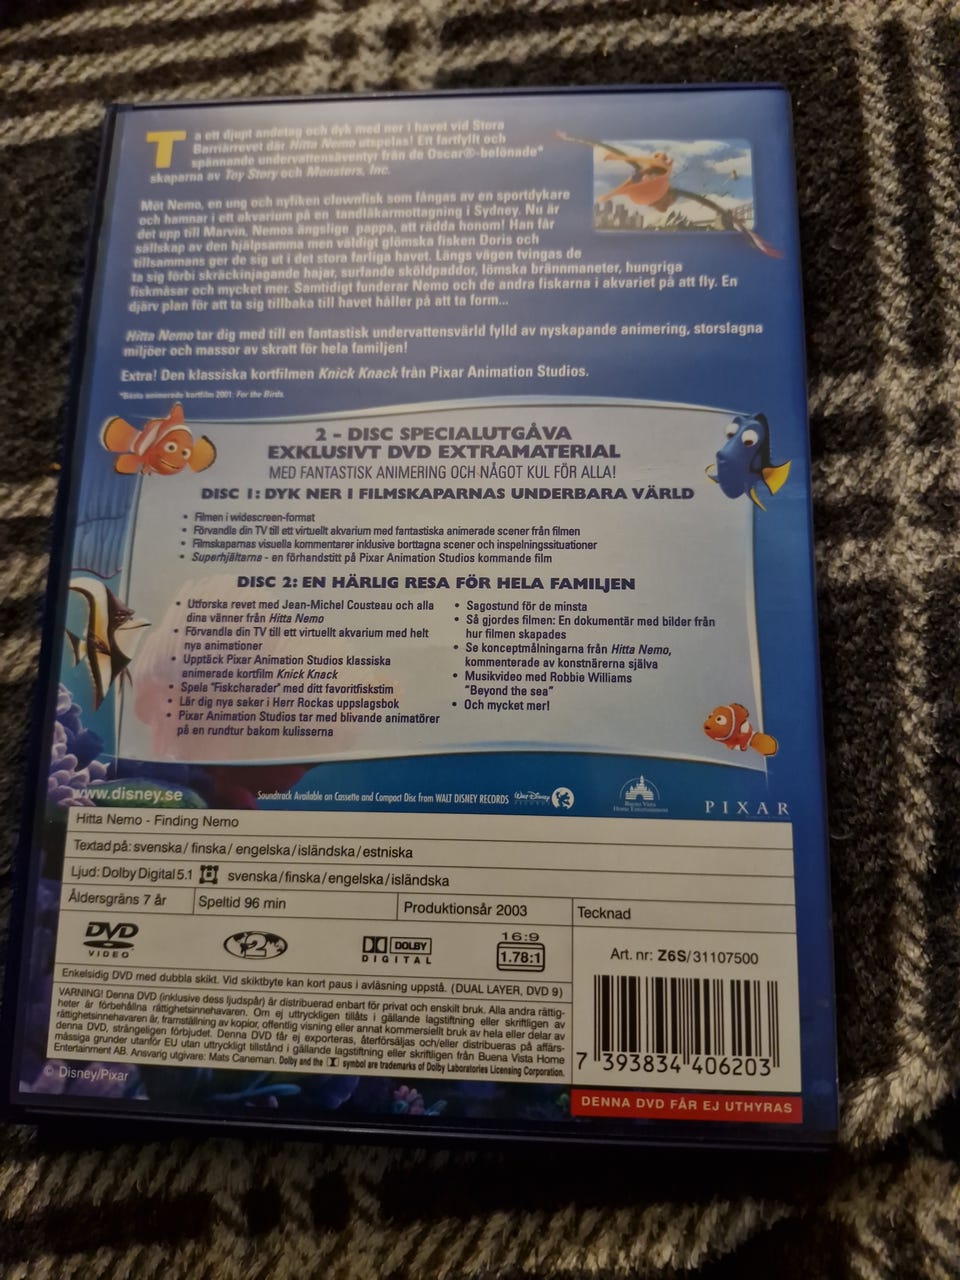 Ta ett djupt andetag och dyk med ner i havet vid Stora
Barriärrevet där Hitta Nemo utspelas! Ett fartfyllt och
spännande undervattensäventyr från de Oscar®-belönade*
skaparna av Toy Story och Monsters, Inc.
Möt Nemo, en ung och nyfiken clownfisk som fångas av en sportdykare
och hamnar i ett akvarium på en tandläkarmottagning i Sydney. Nu är
det upp till Marvin, Nemos ängslige pappa, att rädda honom! Han får
sällskap av den hjälpsamma men väldigt glömska fisken Doris och
tillsammans ger de sig ut i det stora farliga havet. Längs vägen tvingas de
ta sig förbi skräckinjagande hajar, surfande sköldpaddor, lömska brännmaneter, hungriga
fiskmåsar och mycket mer. Samtidigt funderar Nemo och de andra fiskarna i akvariet på att fly. En
djärv plan för att ta sig tillbaka till havet håller på att ta form...
Hitta Nemo tar dig med till en fantastisk undervattensvärld fylld av nyskapande animering, storslagna
miljöer och massor av skratt för hela familjen!
Extra! Den klassiska kortfilmen Knick Knack från Pixar Animation Studios.
*Bästa animerade kortfilm 2001: For the Birds.
2 - DISC SPECIALUTGÅVA
EXKLUSIVT DVD EXTRAMATERIAL
MED FANTASTISK ANIMERING OCH NÅGOT KUL FÖR ALLA!
DISC 1: DYK NER I FILMSKAPARNAS UNDERBARA VÄRLD
• Filmen i widescreen-format
• Förvandla din TV till ett virtuellt akvarium med fantastiska animerade scener från filmen
• Filmskaparnas visuella kommentarer inklusive borttagna scener och inspelningssituationer
• Superhjältarna - en förhandstitt på Pixar Animation Studios kommande film
DISC 2: EN HÄRLIG RESA FÖR HELA FAMILJEN
• Utforska revet med Jean-Michel Cousteau och alla
dina vänner från Hitta Nemo
• Förvandla din TV till ett virtuellt akvarium med helt
nya animationer
• Upptäck Pixar Animation Studios klassiska
animerade kortfilm Knick Knack
• Spela "Fiskcharader" med ditt favoritfiskstim
• Lär dig nya saker i Herr Rockas uppslagsbok
• Pixar Animation Studios tar med blivande animatörer
på en rundtur bakom kulisserna
• Sagostund för de minsta
• Så gjordes filmen: En dokumentär med bilder från
hur filmen skapades
• Se konceptmålningarna från Hitta Nemo,
kommenterade av konstnärerna själva
• Musikvideo med Robbie Williams
"Beyond the sea"
• Och mycket mer!
www.disney.se
Soundtrack Available on Cassette and Compact Disc from WALT DISNEY RECORDS
Walt Disney Records
Buena Vista
Home Entertainment
PIXAR
Hitta Nemo - Finding Nemo
Textad på: svenska/finska/engelska/isländska/estniska
Ljud: Dolby Digital 5.1 svenska/finska/engelska/isländska
Åldersgräns 7 år
Speltid 96 min
Produktionsår 2003
Tecknad
DVD
VIDEO
2
DOLBY
DIGITAL
16:9
1.78:1
Art. nr: Z6S/31107500
Enkelsidig DVD med dubbla skikt. Vid skiktbyte kan kort paus i avläsning uppstå. (DUAL LAYER, DVD 9)
VARNING! Denna DVD (inklusive dess ljudspår) är distribuerad enbart för privat och enskilt bruk. Alla andra rättig-
heter är förbehållna rättighetsinnehavaren. Om ej uttryckligen tillåts i gällande lagstiftning eller skriftligen av
rättighetsinnehavaren är, framställning av kopior, offentlig visning eller annat kommersiellt bruk av hela eller delar av
denna DVD, strängeligen förbjudet. Denna DVD får ej exporteras, återförsäljas och/eller distribueras på affärs-
mässiga grunder utanför EU utan uttryckligt tillstånd i gällande lagstiftning eller skriftligen från Buena Vista Home
Entertainment AB. Ansvarig utgivare: Mats Caneman. Dolby and the symbol are trademarks of Dolby Laboratories Licensing Corporation.
7 393834 406203
© Disney/Pixar
DENNA DVD FÅR EJ UTHYRAS